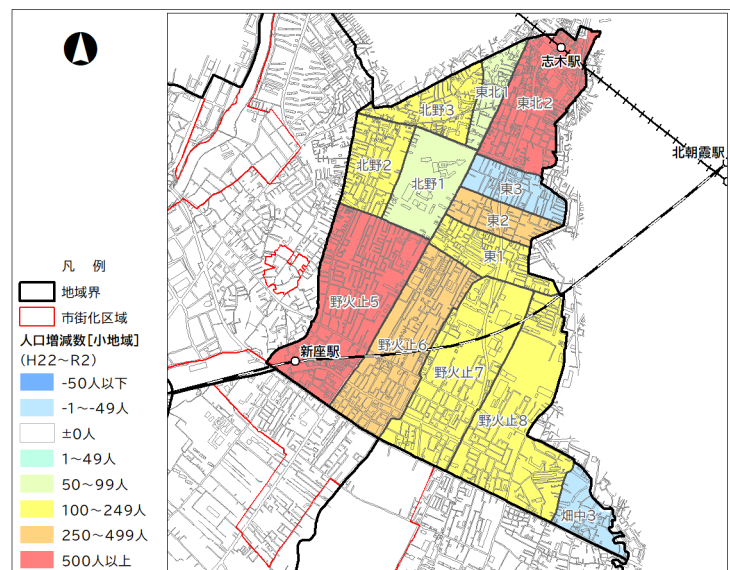 志木駅
東北1
東北2
北野3
北朝霞駅
北野2
北野1
東3
東2
東1
野火止5
野火止6
新座駅
野火止7
野火止8
畑中3
凡 例
地域界
市街化区域
人口増減数[小地域]
(H22～R2)
-50人以下
-1～-49人
±0人
1～49人
50～99人
100～249人
250～499人
500人以上